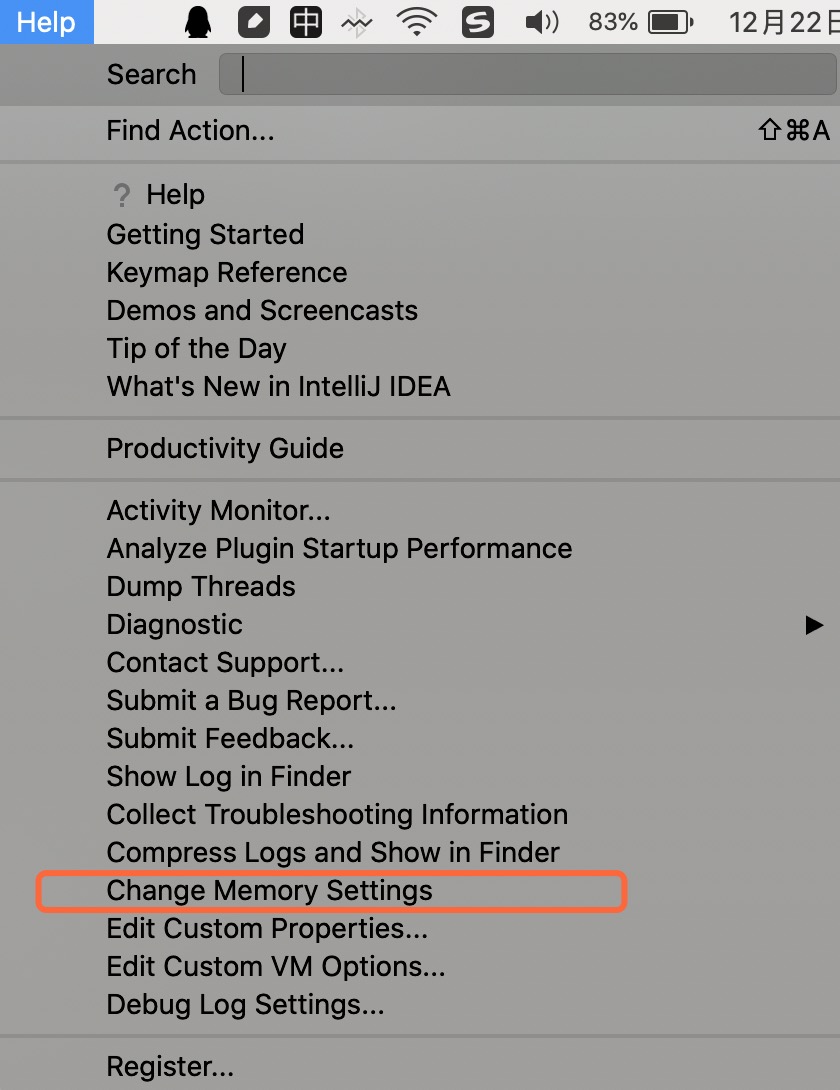 Help 中 S 83% 12月22日
Search
Find Action... ⇧⌘A
? Help
Getting Started
Keymap Reference
Demos and Screencasts
Tip of the Day
What's New in IntelliJ IDEA
Productivity Guide
Activity Monitor...
Analyze Plugin Startup Performance
Dump Threads
Diagnostic
Contact Support...
Submit a Bug Report...
Submit Feedback...
Show Log in Finder
Collect Troubleshooting Information
Compress Logs and Show in Finder
Change Memory Settings
Edit Custom Properties...
Edit Custom VM Options...
Debug Log Settings...
Register...